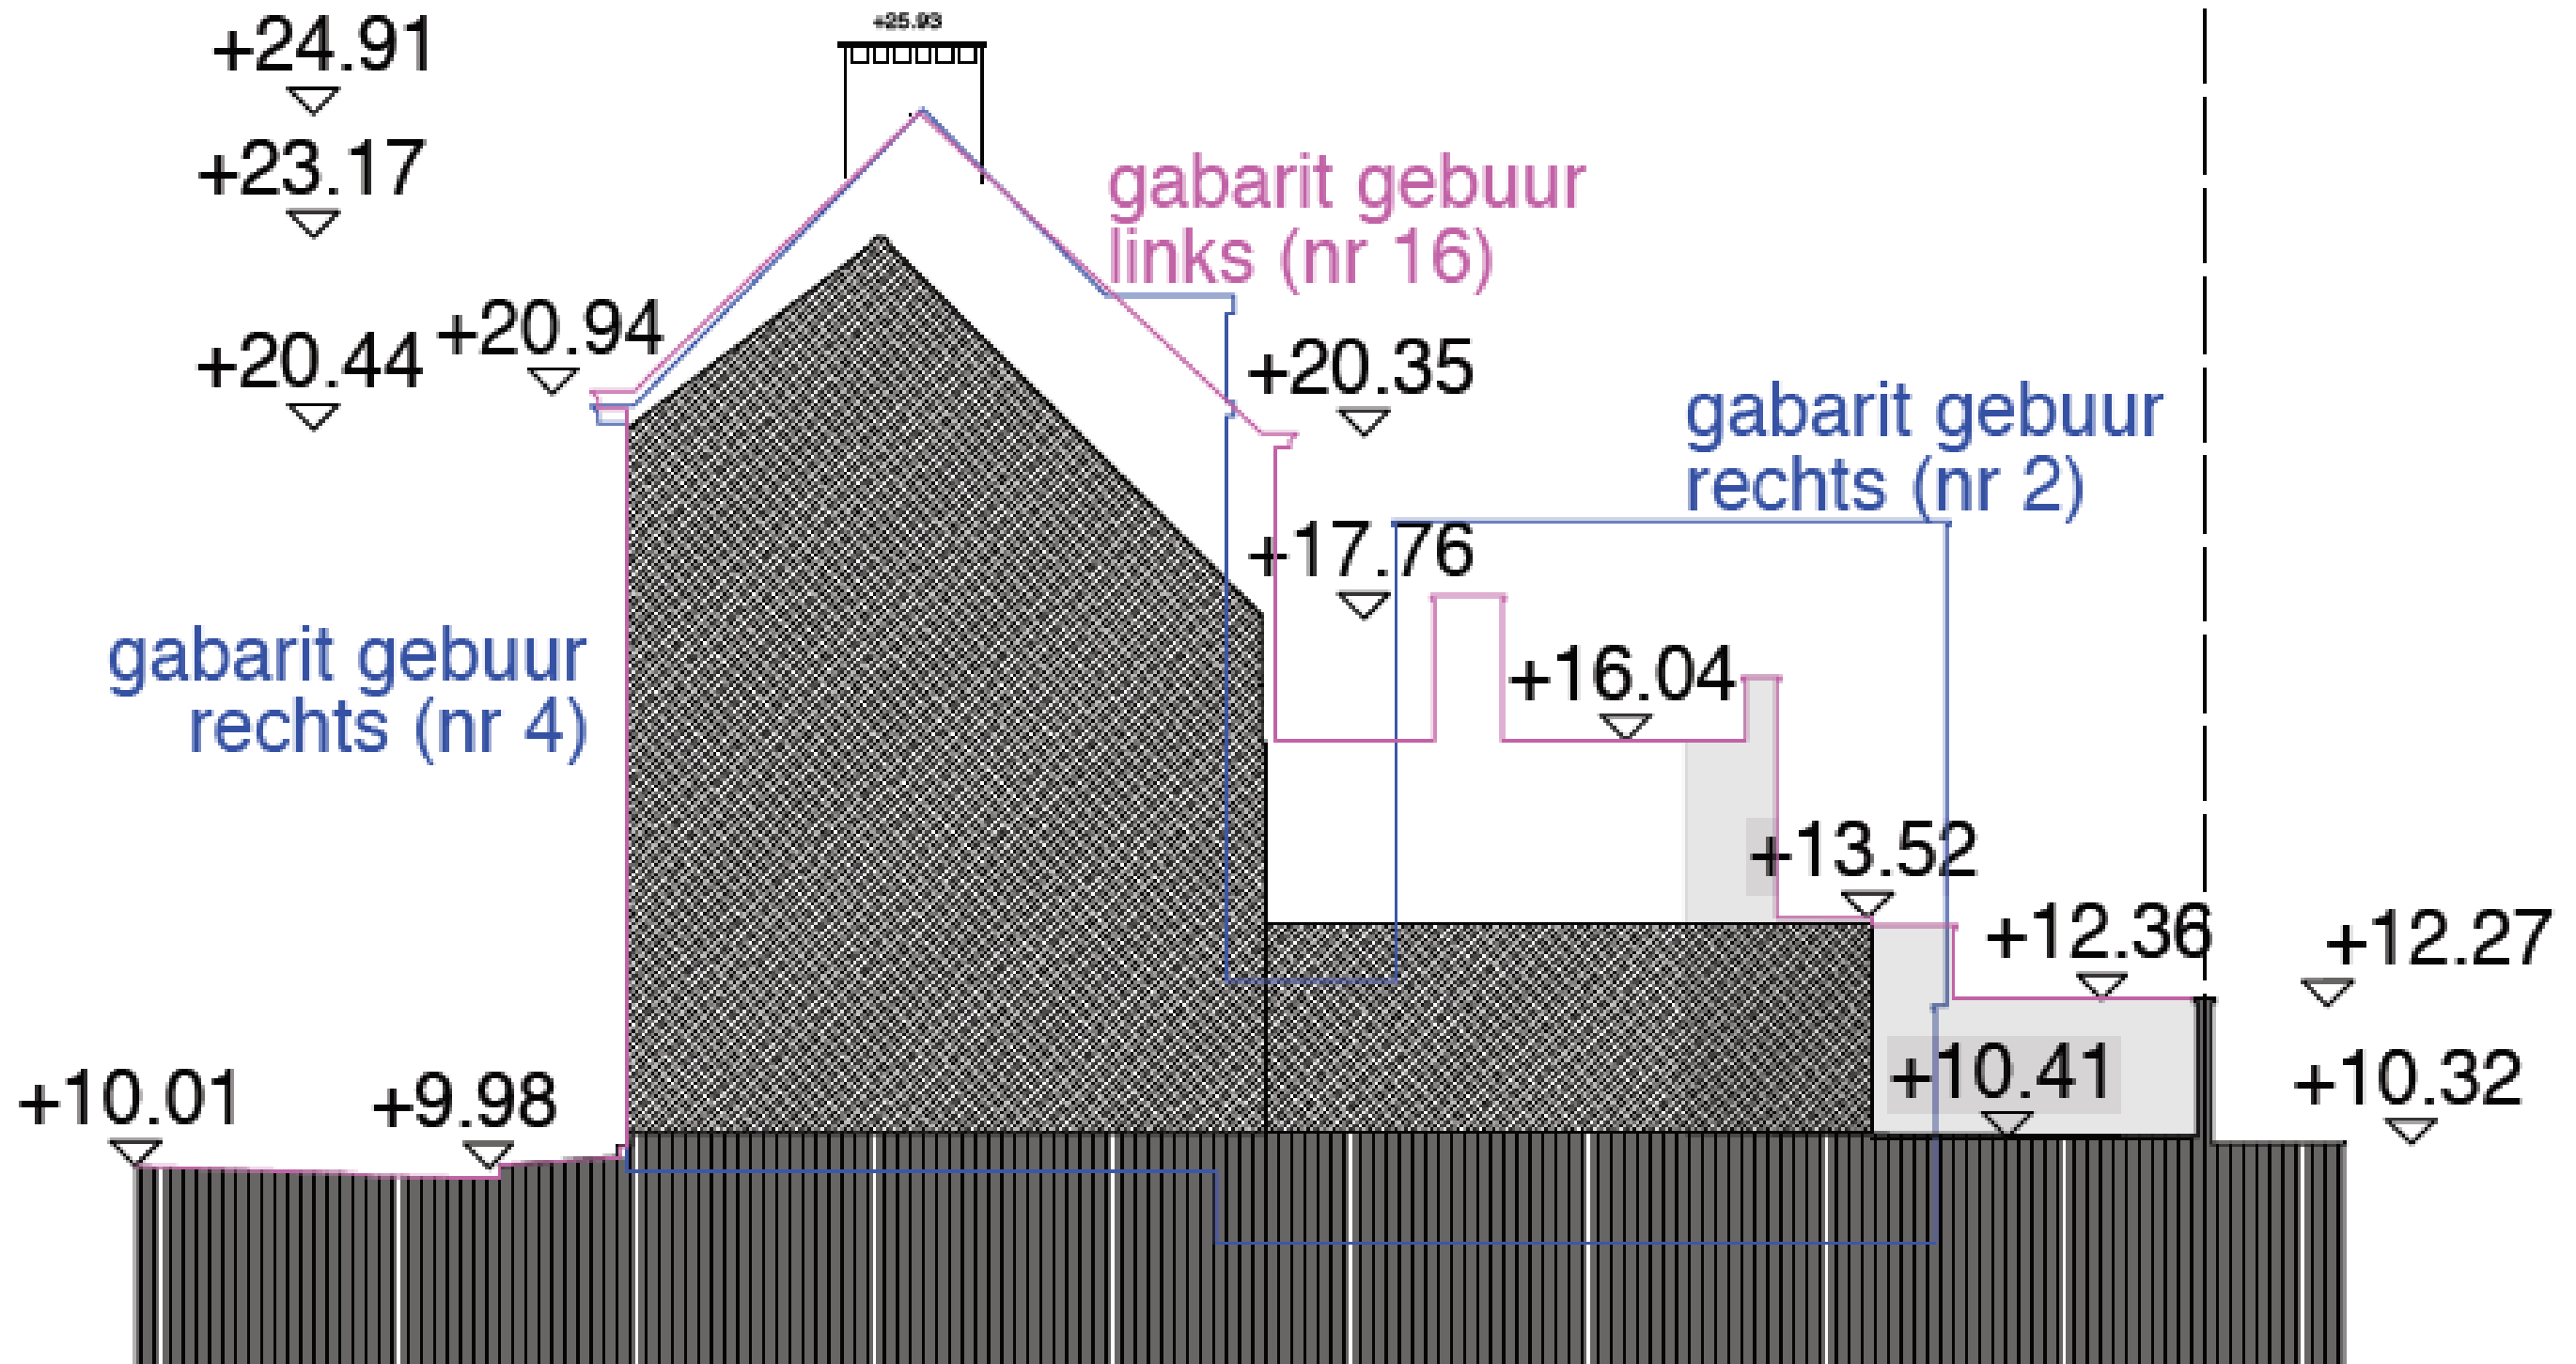 +25.93
+24.91
+23.17
gabarit gebuur
links (nr 16)
+20.94
+20.44
+20.35
gabarit gebuur
rechts (nr 2)
+17.76
gabarit gebuur
rechts (nr 4)
+16.04
+13.52
+12.36
+12.27
+10.01
+9.98
+10.41
+10.32